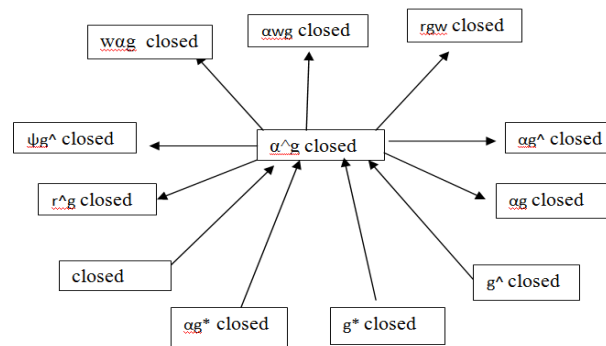 wαg closed
αwg closed
rgw closed
ψg^ closed
α^g closed
αg^ closed
r^g closed
αg closed
closed
g^ closed
αg* closed
g* closed